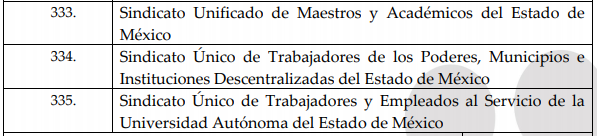 333. Sindicato Unificado de Maestros y Académicos del Estado de
México
334. Sindicato Único de Trabajadores de los Poderes, Municipios e
Instituciones Descentralizadas del Estado de México
335. Sindicato Único de Trabajadores y Empleados al Servicio de la
Universidad Autónoma del Estado de México